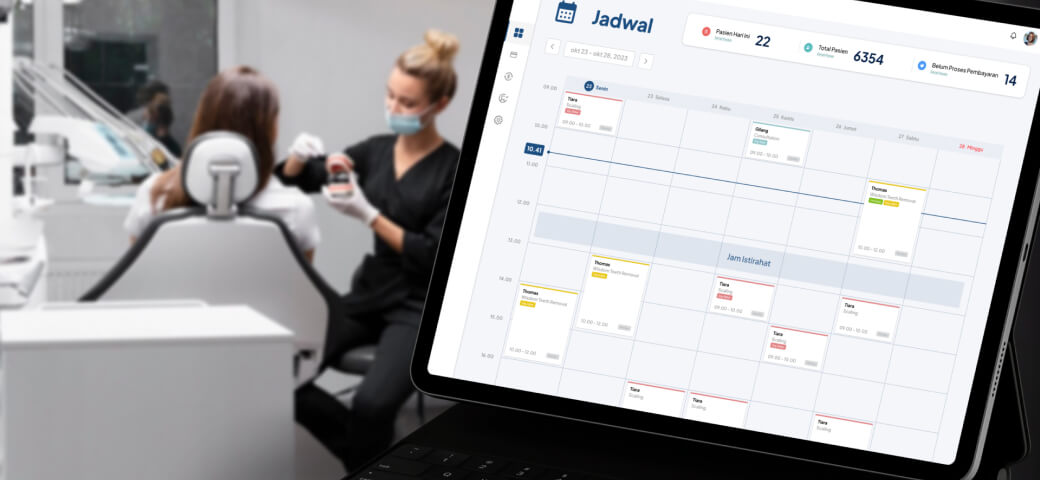 Jadwal
Pasien Hari ini
22
Total Pasien
6354
Belum Proses Pembayaran
14
okt 23 - okt 28, 2023
Senin
23 Selasa
24 Rabu
25 Kamis
26 Jumat
27 Sabtu
28 Minggu
09.00
Tiara
Scaling
09.00 - 10.00
10.00
Gilang
Consultation
09.00 - 10.00
10.41
11.00
Thomas
Wisdom Teeth Removal
10.00 - 12.00
12.00
Jam Istirahat
13.00
Thomas
Wisdom Teeth Removal
10.00 - 12.00
Tiara
Scaling
09.00 - 10.00
Tiara
Scaling
09.00 - 10.00
14.00
Thomas
Wisdom Teeth Removal
10.00 - 12.00
Tiara
Scaling
09.00 - 10.00
15.00
16.00
Tiara
Scaling
Tiara
Scaling
Tiara
Scaling